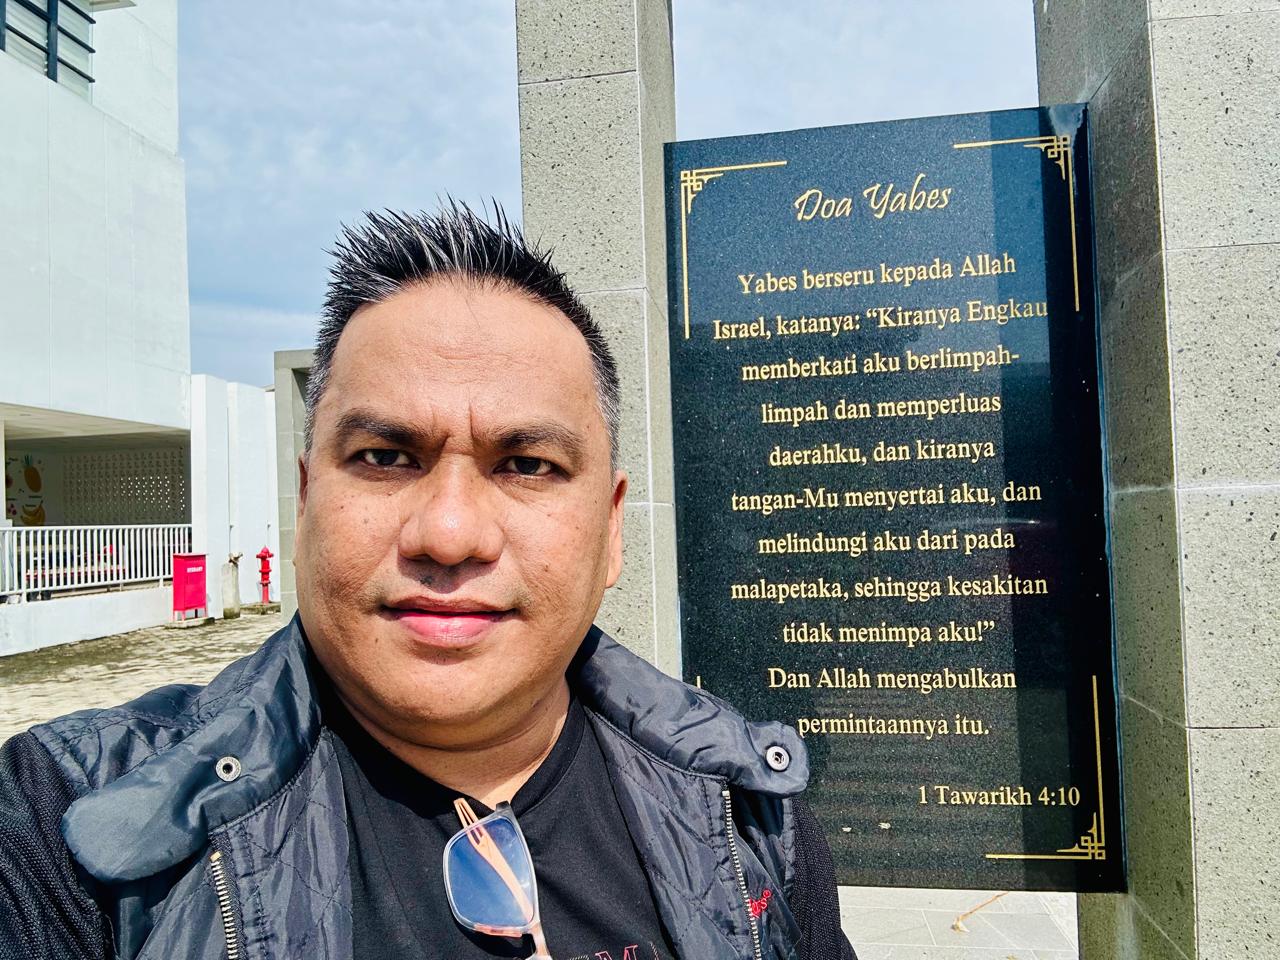 Doa Yabes
Yabes berseru kepada Allah
Israel, katanya: “Kiranya Engkau
memberkati aku berlimpah-
limpah dan memperluas
daerahku, dan kiranya
tangan-Mu menyertai aku, dan
melindungi aku dari pada
malapetaka, sehingga kesakitan
tidak menimpa aku!”
Dan Allah mengabulkan
permintaannya itu.
1 Tawarikh 4:10
HYDRANT